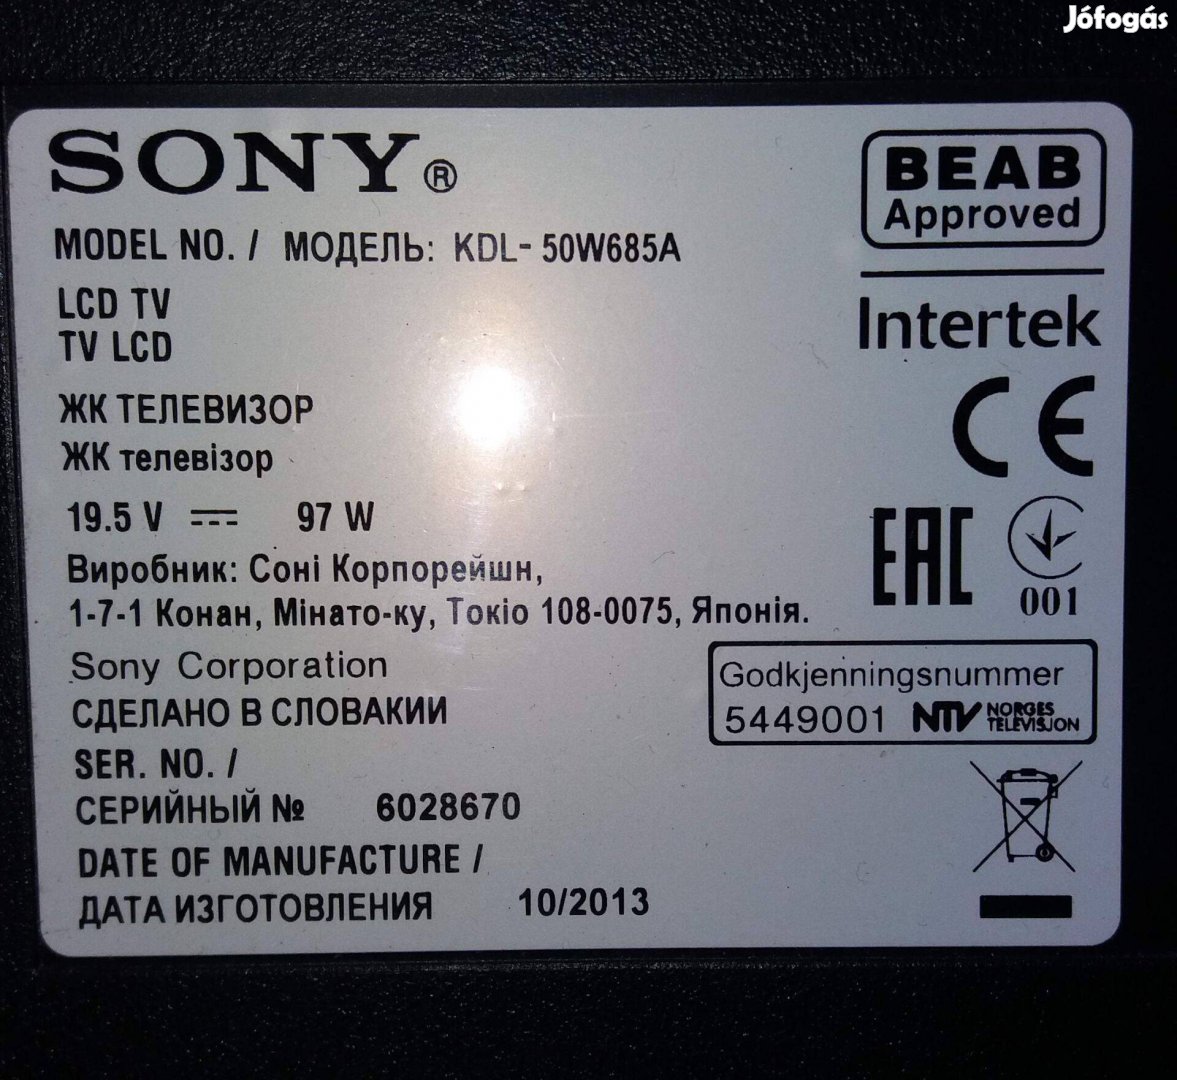 Jófogás
SONY®
BEAB
Approved
MODEL NO. / МОДЕЛЬ: KDL- 50W685A
LCD TV
TV LCD
Intertek
ЖК ТЕЛЕВИЗОР
ЖК телевізор
CE
19.5 V ⎓ 97 W
EAC
001
Виробник: Соні Корпорейшн,
1-7-1 Конан, Мінато-ку, Токіо 108-0075, Японія.
Sony Corporation
Godkjenningsnummer
5449001 NTV NORGES
TELEVISJON
СДЕЛАНО В СЛОВАКИИ
SER. NO. /
СЕРИЙНЫЙ № 6028670
DATE OF MANUFACTURE /
ДАТА ИЗГОТОВЛЕНИЯ 10/2013